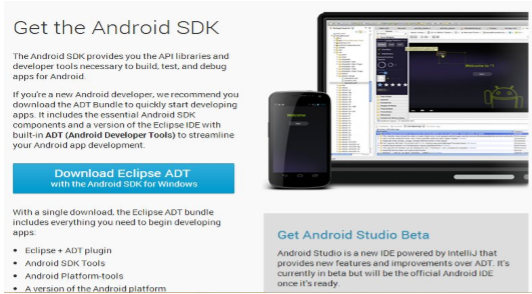 Get the Android SDK
The Android SDK provides you the API libraries and
developer tools necessary to build, test, and debug
apps for Android.
If you're a new Android developer, we recommend you
download the ADT Bundle to quickly start developing
apps. It includes the essential Android SDK
components and a version of the Eclipse IDE with
built-in ADT (Android Developer Tools) to streamline
your Android app development.
Download Eclipse ADT
with the Android SDK for Windows
With a single download, the Eclipse ADT bundle
includes everything you need to begin developing
apps:
• Eclipse + ADT plugin
• Android SDK Tools
• Android Platform-tools
• A version of the Android platform
Get Android Studio Beta
Android Studio is a new IDE powered by IntelliJ that
provides new features and improvements over ADT. It's
currently in beta but will be the official Android IDE
once it's ready.